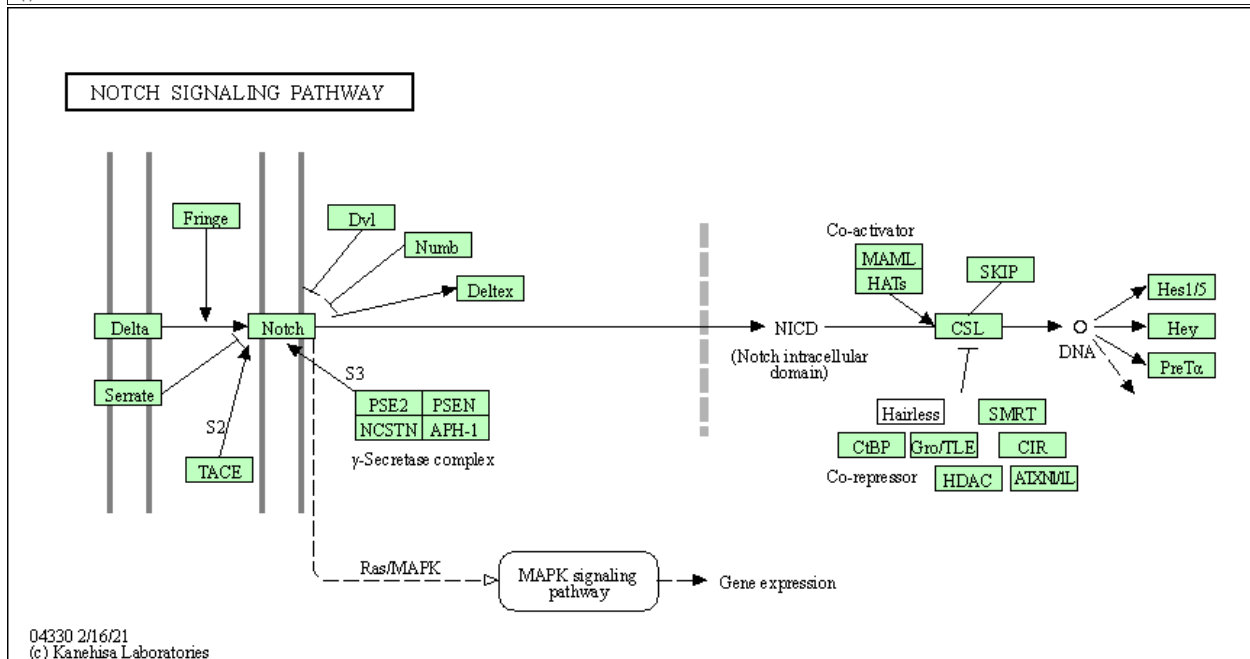 NOTCH SIGNALING PATHWAY
Fringe
Dvl
Numb
Deltex
Delta
Notch
Serrate
S2
TACE
S3
PSE2 PSEN
NCSTN APH-1
γ-Secretase complex
NICD
(Notch intracellular
domain)
Co-activator
MAML
HATs
SKIP
CSL
DNA
Hes1/5
Hey
PreTα
Hairless
SMRT
CtBP
Gro/TLE
CIR
Co-repressor
HDAC
ATXN1/1L
Ras/MAPK
MAPK signaling
pathway
Gene expression
04330 2/16/21
(c) Kanehisa Laboratories